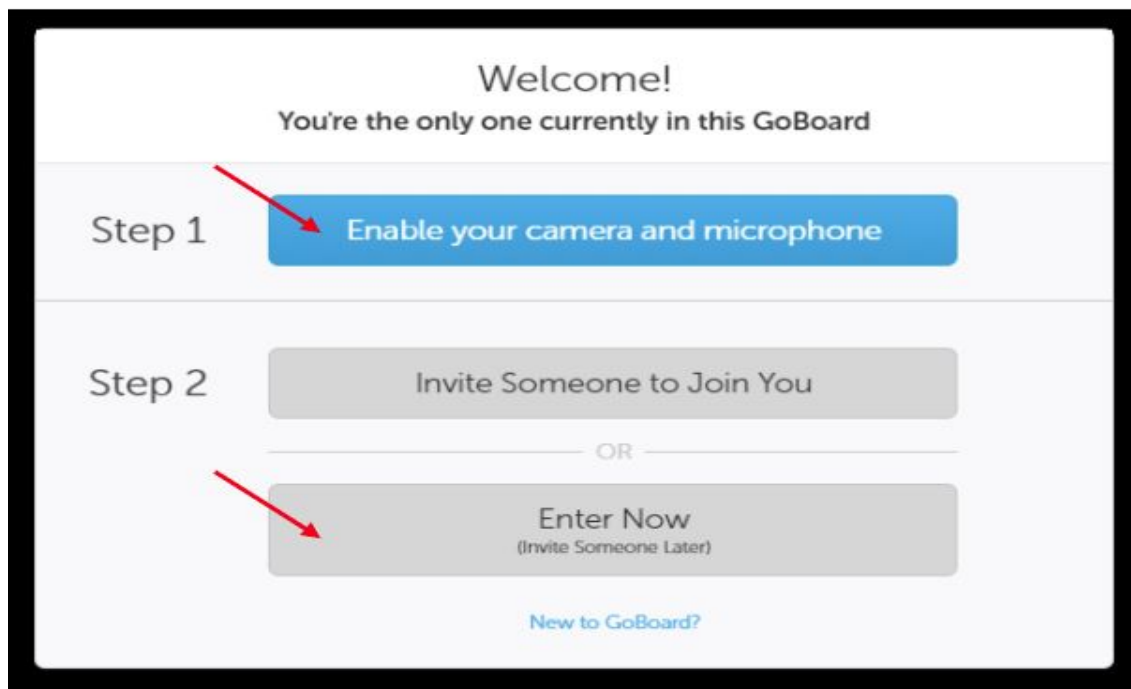 Welcome!
You're the only one currently in this GoBoard
Step 1
Enable your camera and microphone
Step 2
Invite Someone to Join You
OR
Enter Now
(Invite Someone Later)
New to GoBoard?